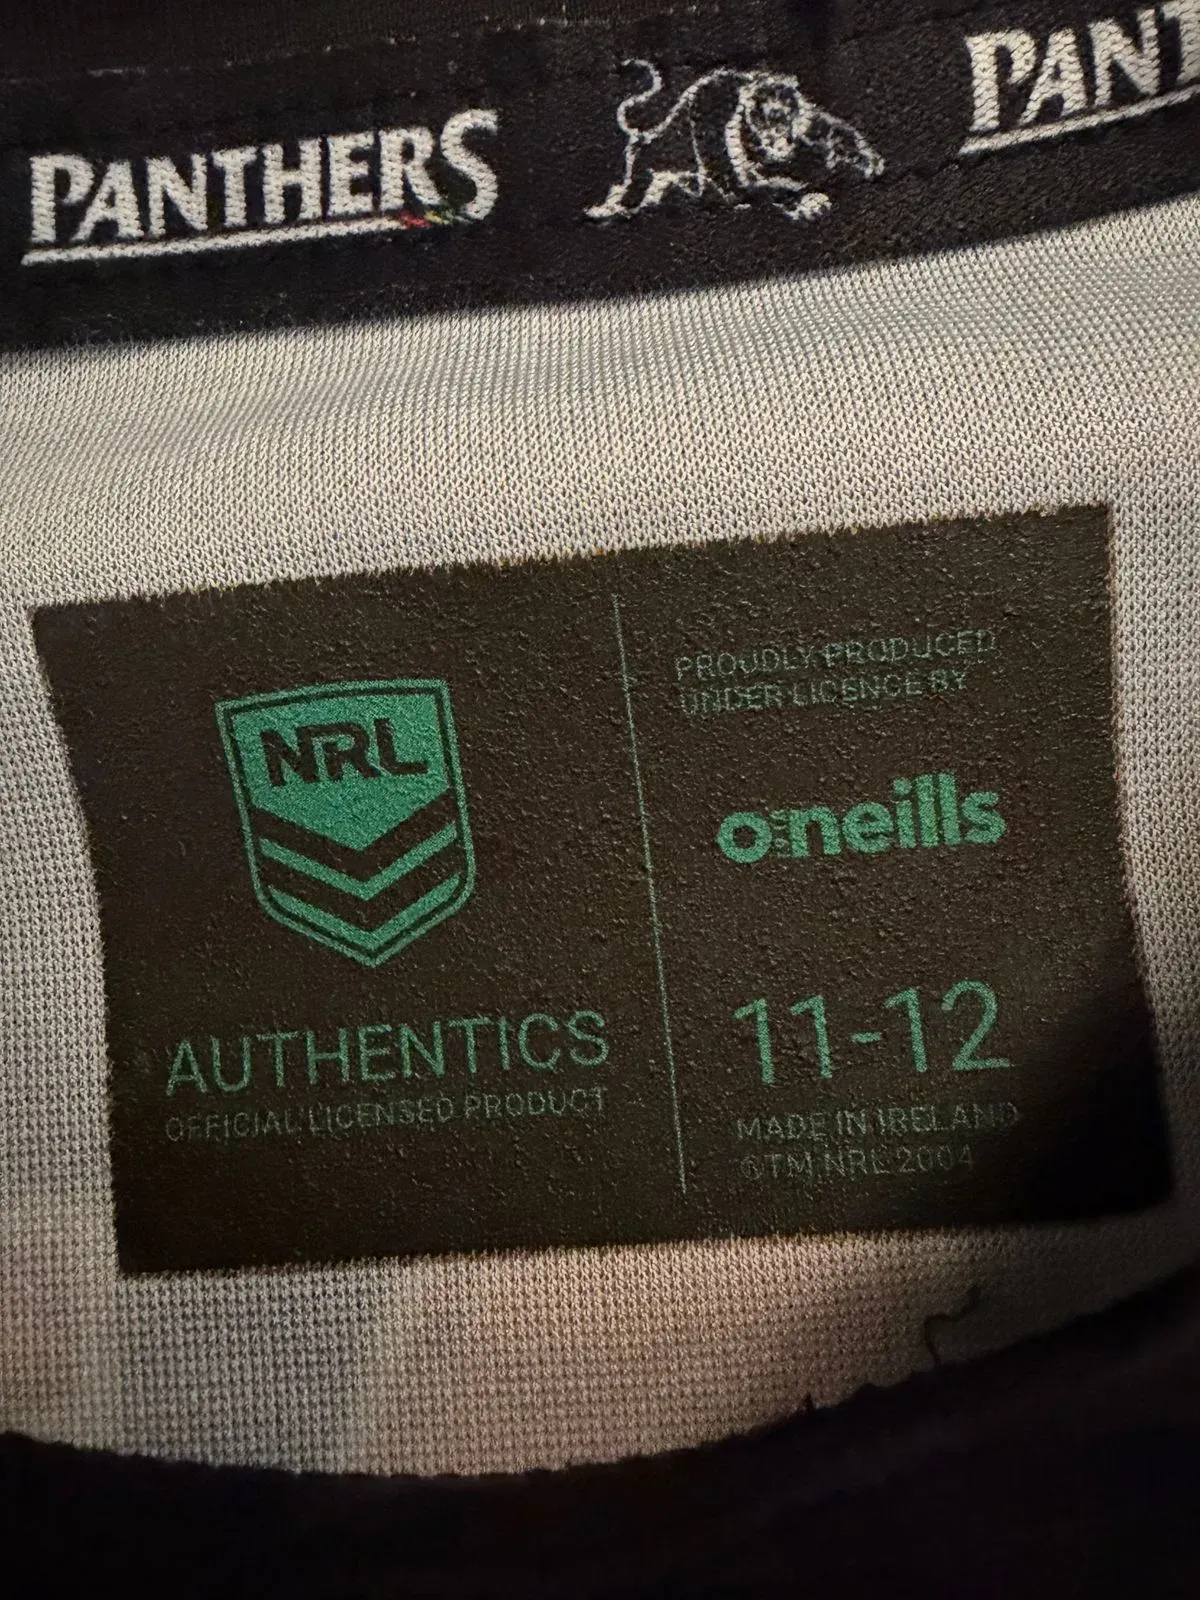 PANTHERS
PANT
NRL
AUTHENTICS
OFFICIAL LICENSED PRODUCT
PROUDLY PRODUCED
UNDER LICENCE BY
o'neills
11-12
MADE IN IRELAND
©TM NRL 2004